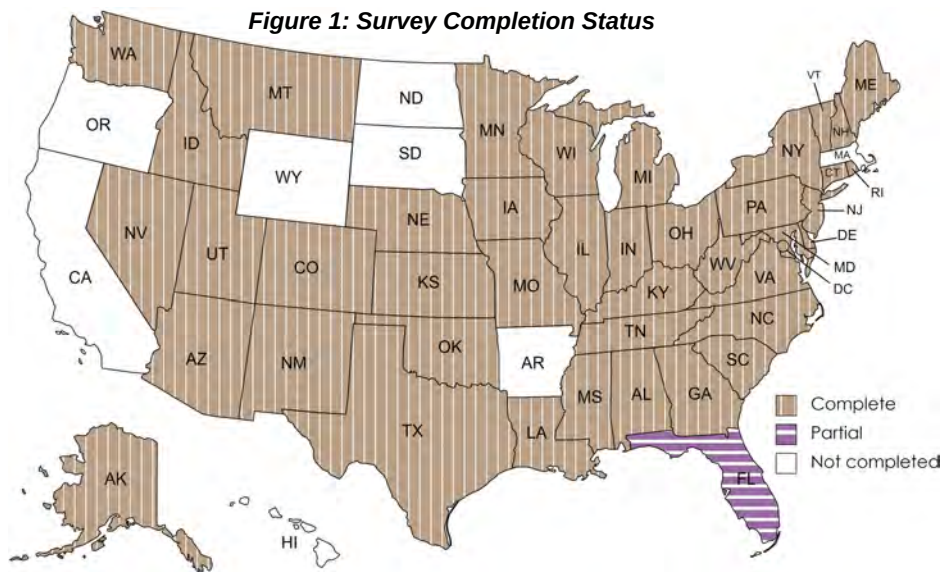 Figure 1: Survey Completion Status
WA
MT
ND
MN
VT
ME
OR
ID
SD
WI
NH
NY
MA
WY
MI
CT
RI
IA
PA
NE
NJ
NV
OH
IL
IN
DE
UT
CO
WV
MD
CA
KS
MO
VA
DC
KY
NC
TN
OK
AZ
NM
AR
SC
MS
AL
GA
Complete
TX
LA
Partial
Not completed
FL
AK
HI